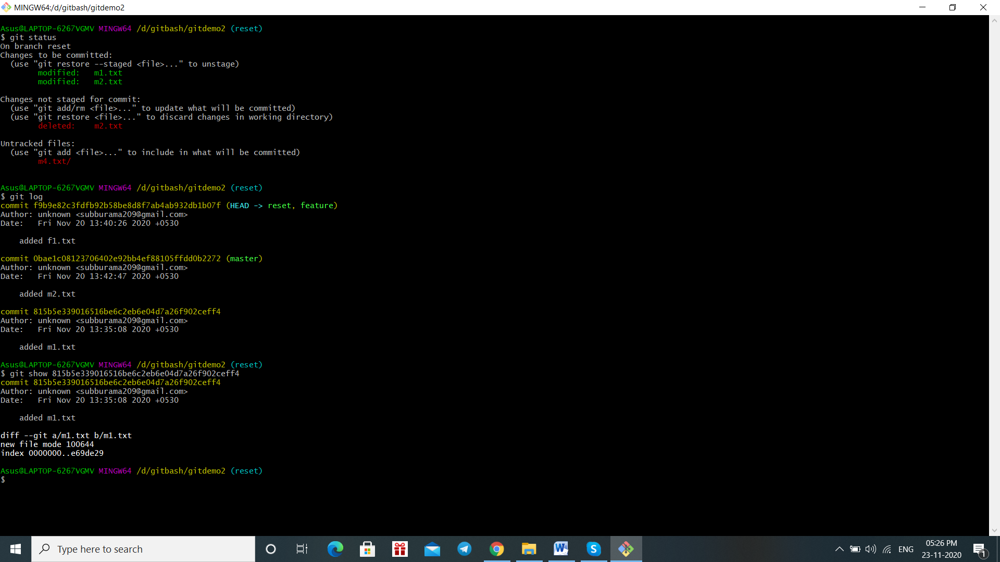 MINGW64:/d/gitbash/gitdemo2
Asus@LAPTOP-6267VGMV MINGW64 /d/gitbash/gitdemo2 (reset)
$ git status
On branch reset
Changes to be committed:
  (use "git restore --staged <file>..." to unstage)
        modified:   m1.txt
        modified:   m2.txt
Changes not staged for commit:
  (use "git add/rm <file>..." to update what will be committed)
  (use "git restore <file>..." to discard changes in working directory)
        deleted:    m2.txt
Untracked files:
  (use "git add <file>..." to include in what will be committed)
        m4.txt/
Asus@LAPTOP-6267VGMV MINGW64 /d/gitbash/gitdemo2 (reset)
$ git log
commit f9b9e82c3fdfb92b58be8d8f7ab4ab932db1b07f (HEAD -> reset, feature)
Author: unknown <subburama209@gmail.com>
Date:   Fri Nov 20 13:40:26 2020 +0530
    added f1.txt
commit 0bae1c08123706402e92bb4ef88105ffdd0b2272 (master)
Author: unknown <subburama209@gmail.com>
Date:   Fri Nov 20 13:42:47 2020 +0530
    added m2.txt
commit 815b5e339016516be6c2eb6e04d7a26f902ceff4
Author: unknown <subburama209@gmail.com>
Date:   Fri Nov 20 13:35:08 2020 +0530
    added m1.txt
Asus@LAPTOP-6267VGMV MINGW64 /d/gitbash/gitdemo2 (reset)
$ git show 815b5e339016516be6c2eb6e04d7a26f902ceff4
commit 815b5e339016516be6c2eb6e04d7a26f902ceff4
Author: unknown <subburama209@gmail.com>
Date:   Fri Nov 20 13:35:08 2020 +0530
    added m1.txt
diff --git a/m1.txt b/m1.txt
new file mode 100644
index 0000000..e69de29
Asus@LAPTOP-6267VGMV MINGW64 /d/gitbash/gitdemo2 (reset)
$
Type here to search
W
S
ENG
05:26 PM
23-11-2020
1